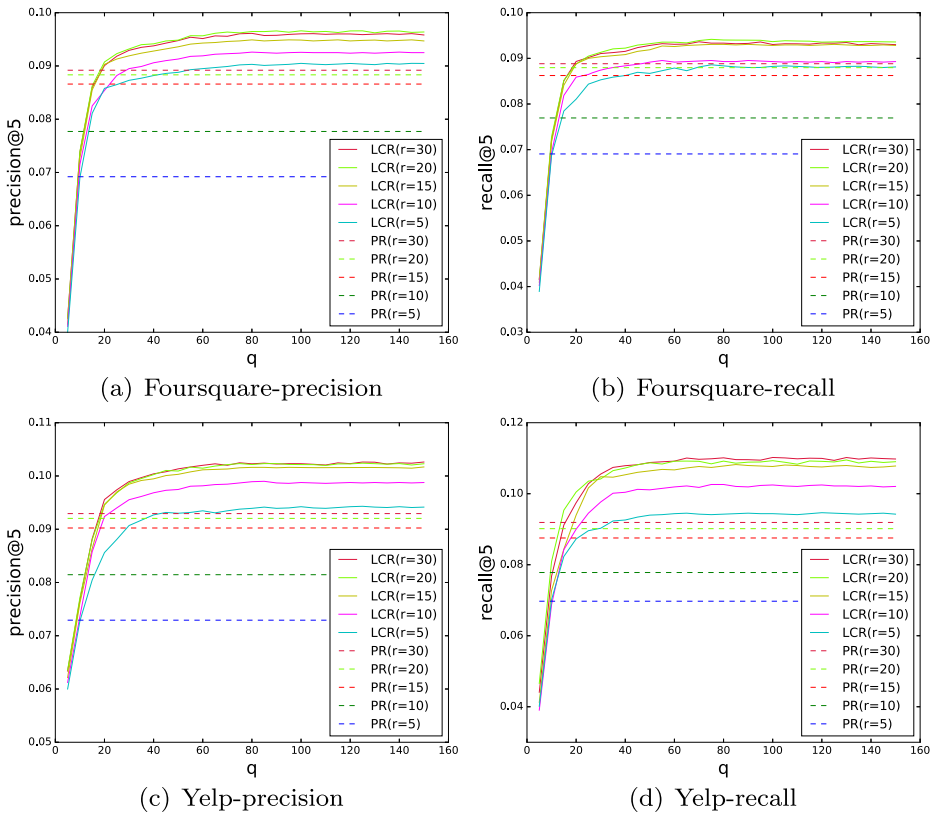 0.10
0.09
0.08
0.07
0.06
0.05
0.04
precision@5
0 20 40 60 80 100 120 140 160
q
LCR(r=30)
LCR(r=20)
LCR(r=15)
LCR(r=10)
LCR(r=5)
PR(r=30)
PR(r=20)
PR(r=15)
PR(r=10)
PR(r=5)
(a) Foursquare-precision
0.10
0.09
0.08
0.07
0.06
0.05
0.04
0.03
recall@5
0 20 40 60 80 100 120 140 160
q
LCR(r=30)
LCR(r=20)
LCR(r=15)
LCR(r=10)
LCR(r=5)
PR(r=30)
PR(r=20)
PR(r=15)
PR(r=10)
PR(r=5)
(b) Foursquare-recall
0.11
0.10
0.09
0.08
0.07
0.06
0.05
precision@5
0 20 40 60 80 100 120 140 160
q
LCR(r=30)
LCR(r=20)
LCR(r=15)
LCR(r=10)
LCR(r=5)
PR(r=30)
PR(r=20)
PR(r=15)
PR(r=10)
PR(r=5)
(c) Yelp-precision
0.12
0.10
0.08
0.06
0.04
recall@5
0 20 40 60 80 100 120 140 160
q
LCR(r=30)
LCR(r=20)
LCR(r=15)
LCR(r=10)
LCR(r=5)
PR(r=30)
PR(r=20)
PR(r=15)
PR(r=10)
PR(r=5)
(d) Yelp-recall